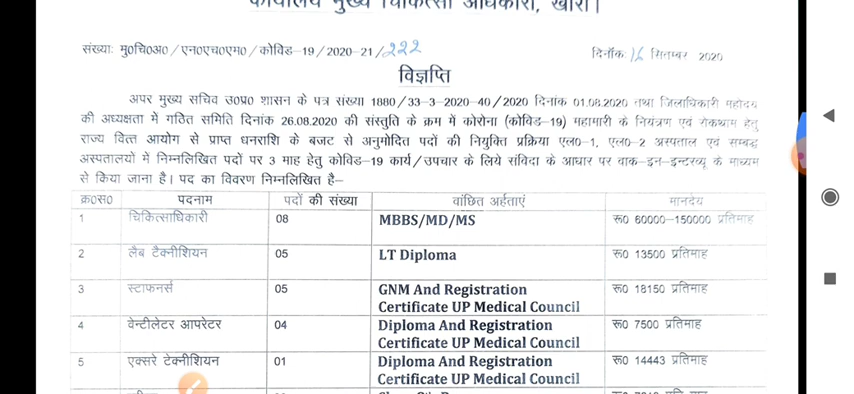 कार्यालय मुख्य चिकित्सा अधिकारी, खीरी।
संख्याः मु0चि0अ0/एन0एच0एम0/कोविड-19/2020-21/222
दिनॉंक 16 सितम्बर 2020
विज्ञप्ति
अपर मुख्य सचिव उ0प्र0 शासन के पत्र संख्या 1880/33-3-2020-40/2020 दिनांक 01.08.2020 तथा जिलाधिकारी महोदय
की अध्यक्षता में गठित समिति दिनांक 26.08.2020 की संस्तुति के क्रम में कोरोना (कोविड-19) महामारी के नियंत्रण एवं रोकथाम हेतु
राज्य वित्त आयोग से प्राप्त धनराशि के बजट से अनुमोदित पदों की नियुक्ति प्रक्रिया एल0-1, एल0-2 अस्पताल एवं सम्बद्ध
अस्पतालों में निम्नलिखित पदों पर 3 माह हेतु कोविड-19 कार्य/उपचार के लिये संविदा के आधार पर वाक-इन-इन्टरव्यू के माध्यम
से किया जाना है। पद का विवरण निम्नलिखित है–
क्र0स0 पदनाम पदों की संख्या वांछित अर्हताएं मानदेय
1 चिकित्साधिकारी 08 MBBS/MD/MS रू0 60000-150000 प्रतिमाह
2 लैब टैक्नीशियन 05 LT Diploma रू0 13500 प्रतिमाह
3 स्टाफनर्स 05 GNM And Registration रू0 18150 प्रतिमाह
Certificate UP Medical Council
4 वेन्टीलेटर आपरेटर 04 Diploma And Registration रू0 7500 प्रतिमाह
Certificate UP Medical Council
5 एक्सरे टेक्नीशियन 01 Diploma And Registration रू0 14443 प्रतिमाह
Certificate UP Medical Council